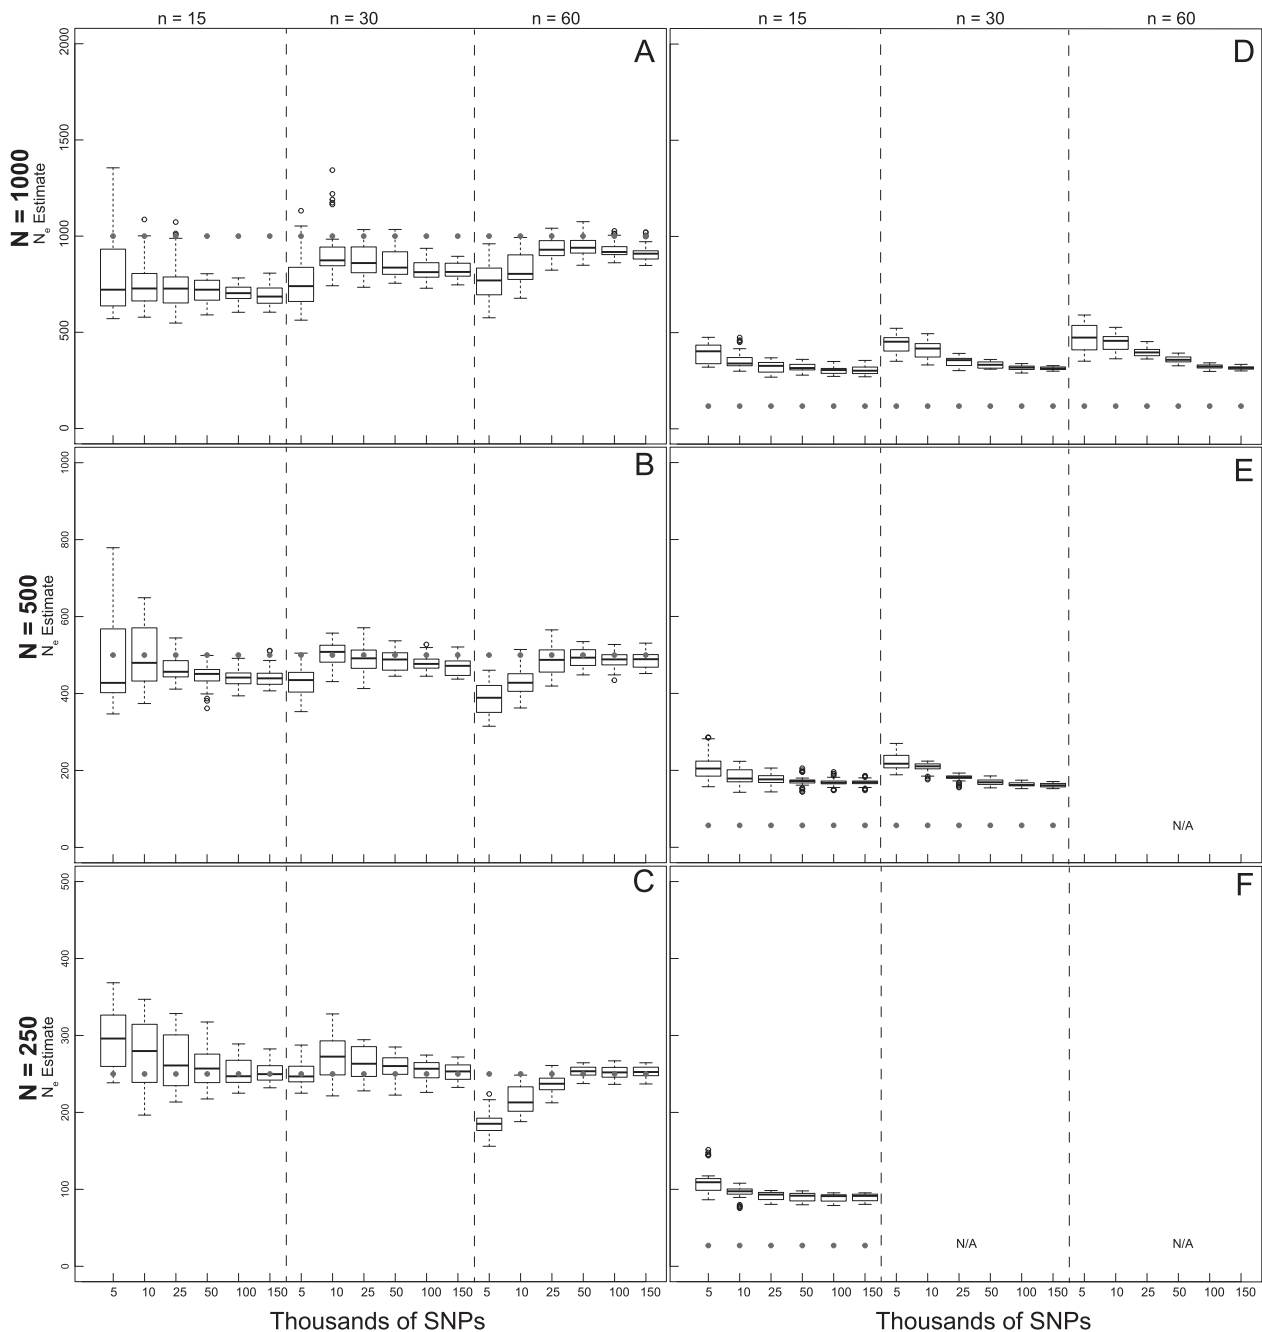 n = 15 n = 30 n = 60 n = 15 n = 30 n = 60
A
D
N = 1000
Ne Estimate
2000
1500
1000
500
0
B
E
N = 500
Ne Estimate
1000
800
600
400
200
0
N/A
C
F
N = 250
Ne Estimate
500
400
300
200
100
0
N/A N/A
5 10 25 50 100 150 5 10 25 50 100 150 5 10 25 50 100 150 5 10 25 50 100 150 5 10 25 50 100 150 5 10 25 50 100 150
Thousands of SNPs Thousands of SNPs